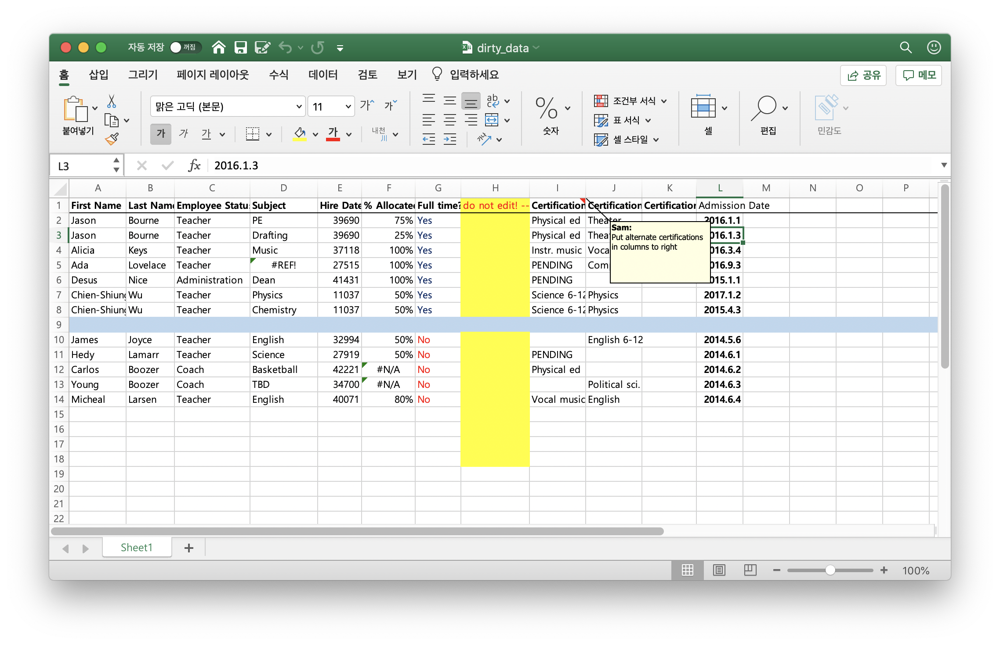 자동 저장 꺼짐 dirty_data
홈 삽입 그리기 페이지 레이아웃 수식 데이터 검토 보기 입력하세요 공유 메모
붙여넣기 맑은 고딕 (본문) 11 가 가 가 가 가 가 내천 川 ab c 가나 % 숫자 조건부 서식 표 서식 셀 스타일 셀 편집 민감도
L3 fx 2016.1.3
A B C D E F G H I J K L M N O P
1 First Name Last Name Employee Status Subject Hire Date % Allocated Full time? do not edit! -- Certification Certification Certification Admission Date
2 Jason Bourne Teacher PE 39690 75% Yes Physical ed Theater 2016.1.1
3 Jason Bourne Teacher Drafting 39690 25% Yes Physical ed Thea 016.1.3
4 Alicia Keys Teacher Music 37118 100% Yes Instr. music Voca 016.3.4
5 Ada Lovelace Teacher #REF! 27515 100% Yes PENDING Com 016.9.3
6 Desus Nice Administration Dean 41431 100% Yes PENDING 015.1.1
Sam:
Put alternate certifications
in columns to right
7 Chien-Shiung Wu Teacher Physics 11037 50% Yes Science 6-12 Physics 2017.1.2
8 Chien-Shiung Wu Teacher Chemistry 11037 50% Yes Science 6-12 Physics 2015.4.3
9
10 James Joyce Teacher English 32994 50% No English 6-12 2014.5.6
11 Hedy Lamarr Teacher Science 27919 50% No PENDING 2014.6.1
12 Carlos Boozer Coach Basketball 42221 #N/A No Physical ed 2014.6.2
13 Young Boozer Coach TBD 34700 #N/A No Political sci. 2014.6.3
14 Micheal Larsen Teacher English 40071 80% No Vocal music English 2014.6.4
15
16
17
18
19
20
21
22
Sheet1
100%